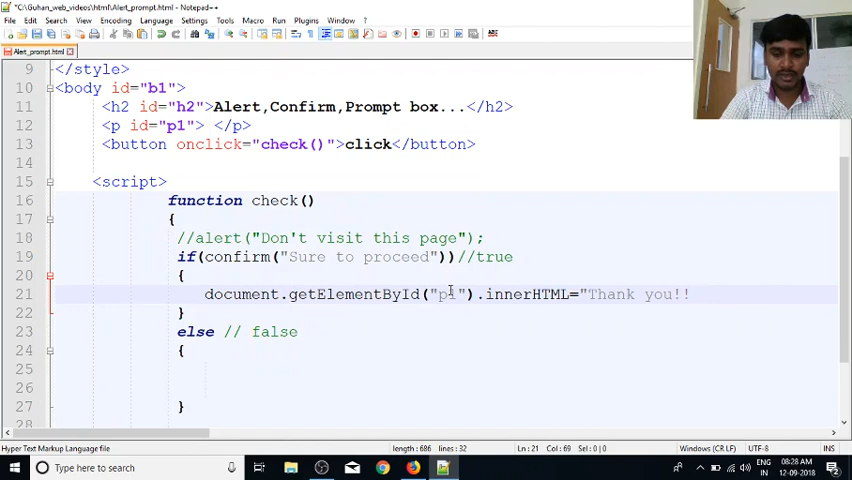 *C:\Guhan_web_videos\html\Alert_prompt.html - Notepad++
File Edit Search View Encoding Language Settings Tools Macro Run Plugins Window ?
Alert_prompt.html
9 </style>
10 <body id="b1">
11 <h2 id="h2">Alert,Confirm,Prompt box...</h2>
12 <p id="p1"> </p>
13 <button onclick="check()">click</button>
14
15 <script>
16 function check()
17 {
18 //alert("Don't visit this page");
19 if(confirm("Sure to proceed"))//true
20 {
21 document.getElementById("p1").innerHTML="Thank you!!
22 }
23 else // false
24 {
25
26
27 }
28
Hyper Text Markup Language file length : 686 lines : 32 Ln : 21 Col : 69 Sel : 0 | 0 Windows (CR LF) UTF-8 INS
Type here to search
ENG
IN
08:28 AM
12-09-2018